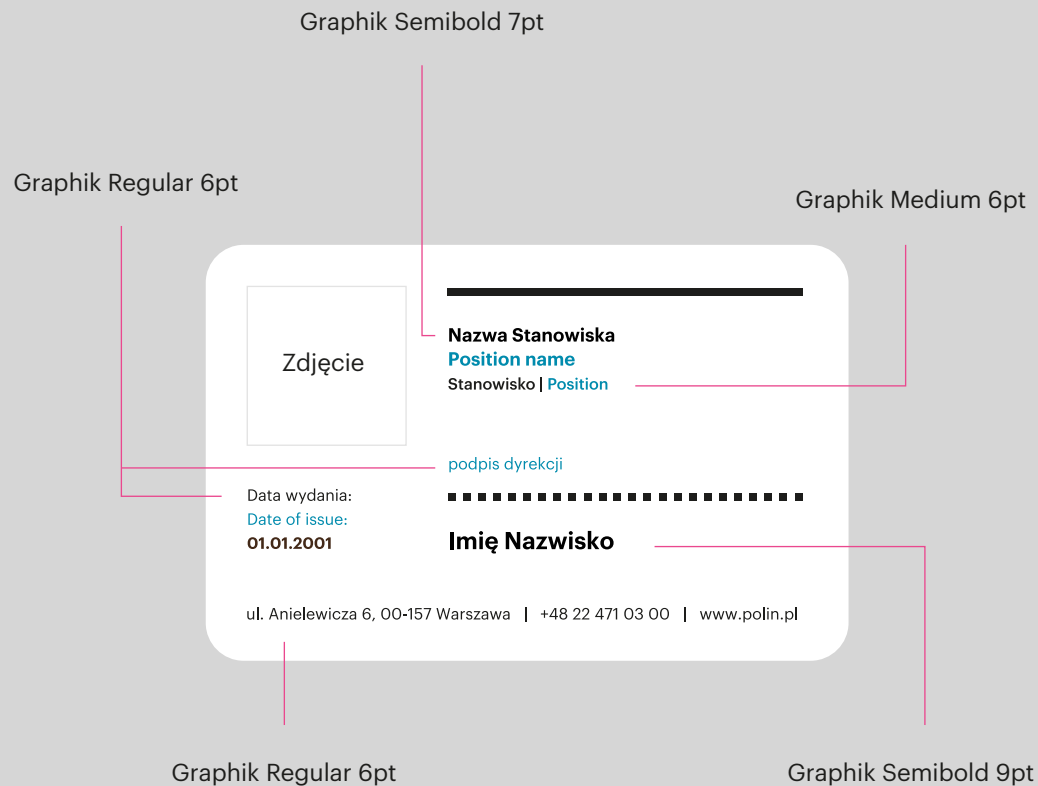 Graphik Semibold 7pt
Graphik Regular 6pt
Graphik Medium 6pt
Zdjęcie
Nazwa Stanowiska
Position name
Stanowisko | Position
podpis dyrekcji
Data wydania:
Date of issue:
01.01.2001
Imię Nazwisko
ul. Anielewicza 6, 00-157 Warszawa | +48 22 471 03 00 | www.polin.pl
Graphik Regular 6pt
Graphik Semibold 9pt